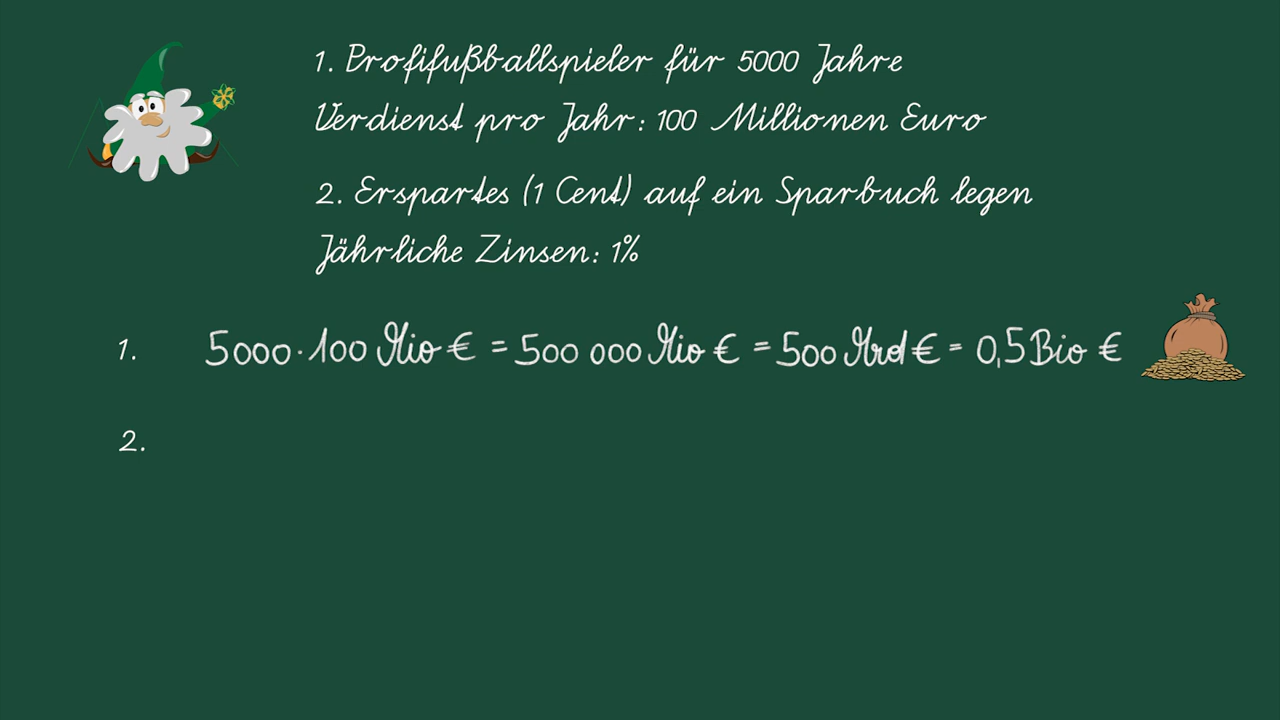 1. Profifußballspieler für 5000 Jahre
Verdienst pro Jahr: 100 Millionen Euro
2. Erspartes (1 Cent) auf ein Sparbuch legen
Jährliche Zinsen: 1%
1. 5000·100 Mio € = 500 000 Mio € = 500 Mrd € = 0,5 Bio €
2.